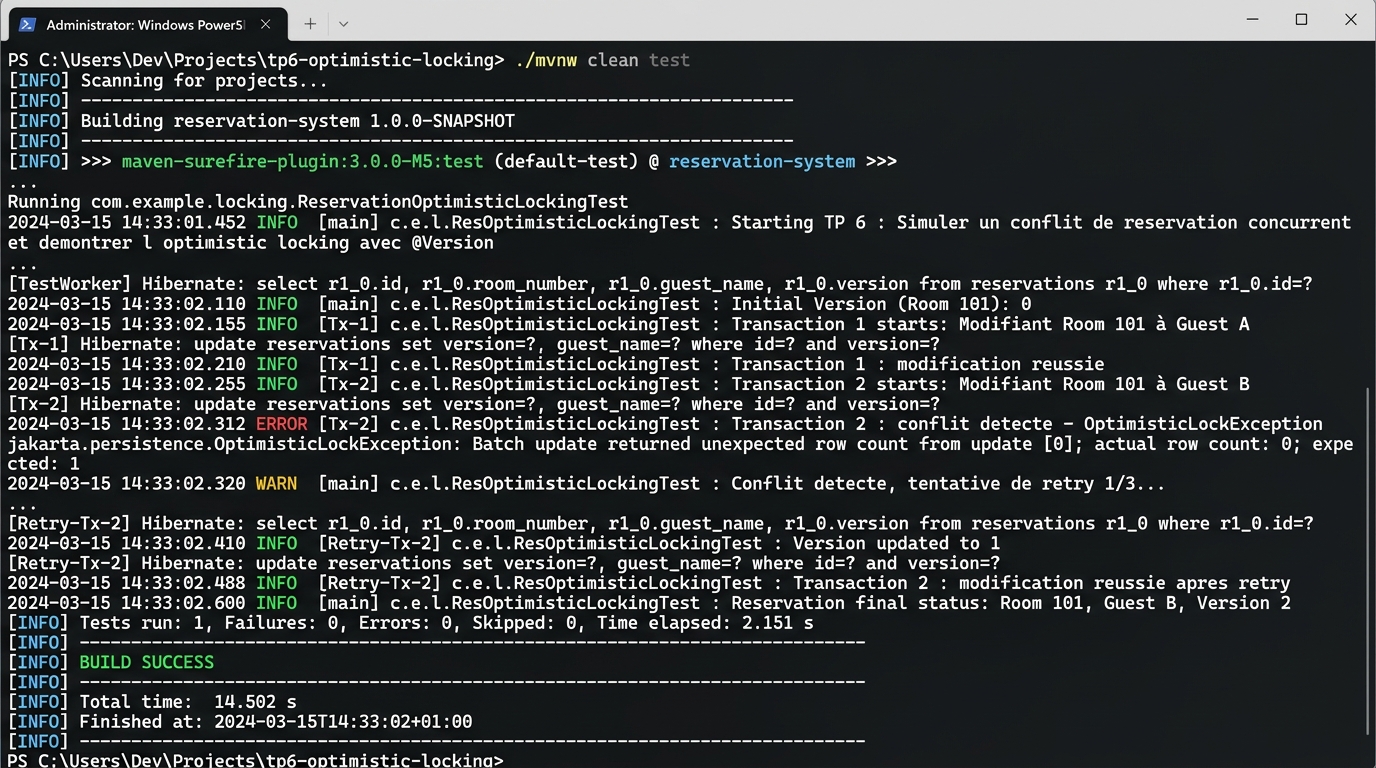 Administrator: Windows Power5
PS C:\Users\Dev\Projects\tp6-optimistic-locking> ./mvnw clean test
[INFO] Scanning for projects...
[INFO] ---------------------------------------------------------------------
[INFO] Building reservation-system 1.0.0-SNAPSHOT
[INFO] ---------------------------------------------------------------------
[INFO] >>> maven-surefire-plugin:3.0.0-M5:test (default-test) @ reservation-system >>>
...
Running com.example.locking.ReservationOptimisticLockingTest
2024-03-15 14:33:01.452 INFO  [main] c.e.l.ResOptimisticLockingTest : Starting TP 6 : Simuler un conflit de reservation concurrent
et demontrer l optimistic locking avec @Version
...
[TestWorker] Hibernate: select r1_0.id, r1_0.room_number, r1_0.guest_name, r1_0.version from reservations r1_0 where r1_0.id=?
2024-03-15 14:33:02.110 INFO  [main] c.e.l.ResOptimisticLockingTest : Initial Version (Room 101): 0
2024-03-15 14:33:02.155 INFO  [Tx-1] c.e.l.ResOptimisticLockingTest : Transaction 1 starts: Modifiant Room 101 à Guest A
[Tx-1] Hibernate: update reservations set version=?, guest_name=? where id=? and version=?
2024-03-15 14:33:02.210 INFO  [Tx-1] c.e.l.ResOptimisticLockingTest : Transaction 1 : modification reussie
2024-03-15 14:33:02.255 INFO  [Tx-2] c.e.l.ResOptimisticLockingTest : Transaction 2 starts: Modifiant Room 101 à Guest B
[Tx-2] Hibernate: update reservations set version=?, guest_name=? where id=? and version=?
2024-03-15 14:33:02.312 ERROR [Tx-2] c.e.l.ResOptimisticLockingTest : Transaction 2 : conflit detecte - OptimisticLockException
jakarta.persistence.OptimisticLockException: Batch update returned unexpected row count from update [0]; actual row count: 0; expe
cted: 1
2024-03-15 14:33:02.320 WARN  [main] c.e.l.ResOptimisticLockingTest : Conflit detecte, tentative de retry 1/3...
...
[Retry-Tx-2] Hibernate: select r1_0.id, r1_0.room_number, r1_0.guest_name, r1_0.version from reservations r1_0 where r1_0.id=?
2024-03-15 14:33:02.410 INFO  [Retry-Tx-2] c.e.l.ResOptimisticLockingTest : Version updated to 1
[Retry-Tx-2] Hibernate: update reservations set version=?, guest_name=? where id=? and version=?
2024-03-15 14:33:02.488 INFO  [Retry-Tx-2] c.e.l.ResOptimisticLockingTest : Transaction 2 : modification reussie apres retry
2024-03-15 14:33:02.600 INFO  [main] c.e.l.ResOptimisticLockingTest : Reservation final status: Room 101, Guest B, Version 2
[INFO] Tests run: 1, Failures: 0, Errors: 0, Skipped: 0, Time elapsed: 2.151 s
[INFO] ----------------------------------------------------------------------------
[INFO] BUILD SUCCESS
[INFO] ----------------------------------------------------------------------------
[INFO] Total time:  14.502 s
[INFO] Finished at: 2024-03-15T14:33:02+01:00
[INFO] ----------------------------------------------------------------------------
PS C:\Users\Dev\Projects\tp6-optimistic-locking>